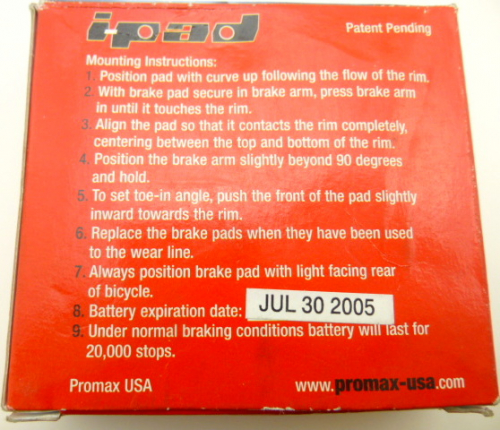 i-pad
Patent Pending
Mounting Instructions:
1. Position pad with curve up following the flow of the rim.
2. With brake pad secure in brake arm, press brake arm
in until it touches the rim.
3. Align the pad so that it contacts the rim completely,
centering between the top and bottom of the rim.
4. Position the brake arm slightly beyond 90 degrees
and hold.
5. To set toe-in angle, push the front of the pad slightly
inward towards the rim.
6. Replace the brake pads when they have been used
to the wear line.
7. Always position brake pad with light facing rear
of bicycle.
8. Battery expiration date: JUL 30 2005
9. Under normal braking conditions battery will last for
20,000 stops.
Promax USA
www.promax-usa.com